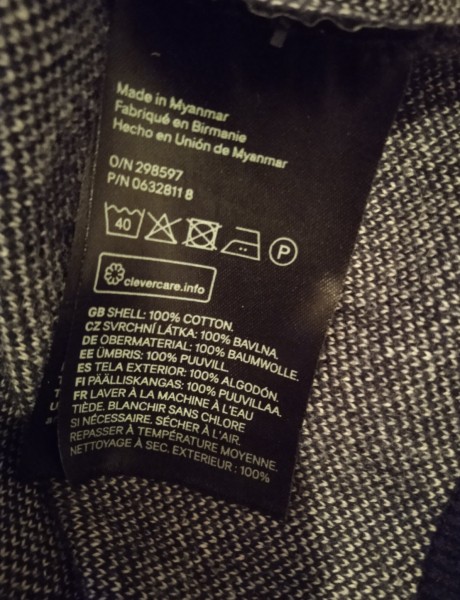 Made in Myanmar
Fabriqué en Birmanie
Hecho en Unión de Myanmar
O/N 298597
P/N 0632811 8
40
P
clevercare.info
GB SHELL: 100% COTTON.
CZ SVRCHNÍ LÁTKA: 100% BAVLNA.
DE OBERMATERIAL: 100% BAUMWOLLE.
EE ÜMBRIS: 100% PUUVILL.
ES TELA EXTERIOR: 100% ALGODÓN.
FI PÄÄLLISKANGAS: 100% PUUVILLAA.
FR LAVER À LA MACHINE À L'EAU
TIÈDE. BLANCHIR SANS CHLORE
SI NÉCESSAIRE. SÉCHER À L'AIR.
REPASSER À TEMPÉRATURE MOYENNE.
NETTOYAGE À SEC. EXTERIEUR : 100%